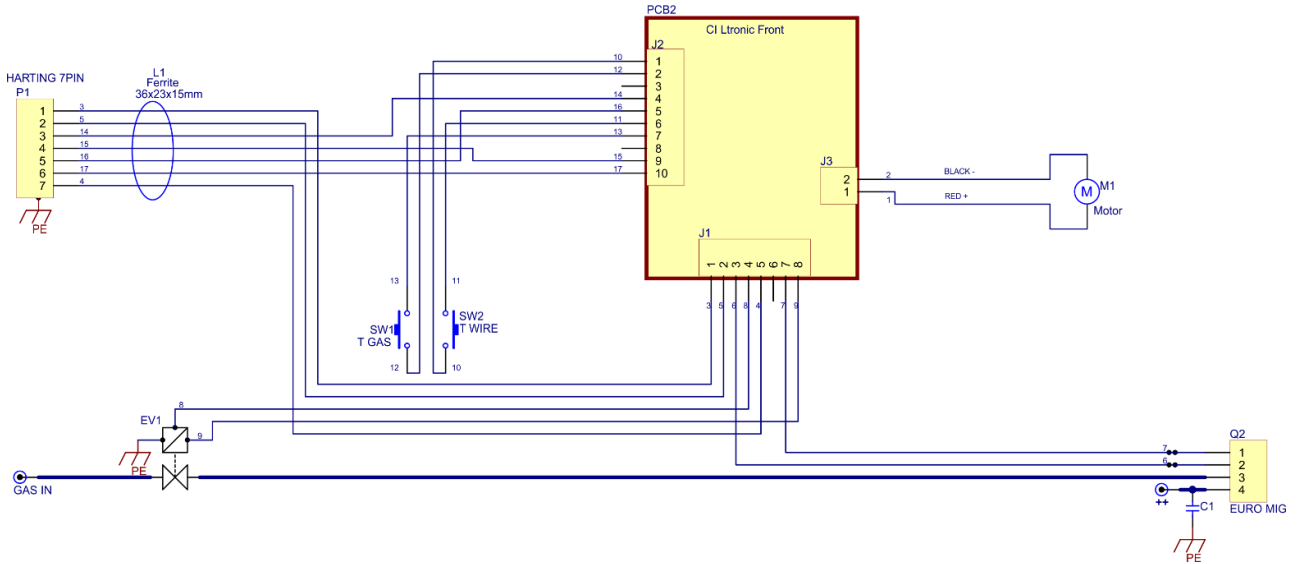 PCB2
CI Ltronic Front
J2
10 1
12 2
3
14 4
16 5
11 6
13 7
8
15 9
17 10
HARTING 7PIN
P1
L1
Ferrite
36x23x15mm
1 3
2 5
3 14
4 15
5 16
6 17
7 4
PE
J3
2 2
1 1
BLACK -
RED +
M
M1
Motor
J1
1 2 3 4 5 6 7 8
3 5 6 8 4 7 9
13 11
SW1
T GAS
SW2
T WIRE
12 10
EV1
8
9
PE
GAS IN
Q2
7 1
6 2
3
4
EURO MIG
++
C1
PE